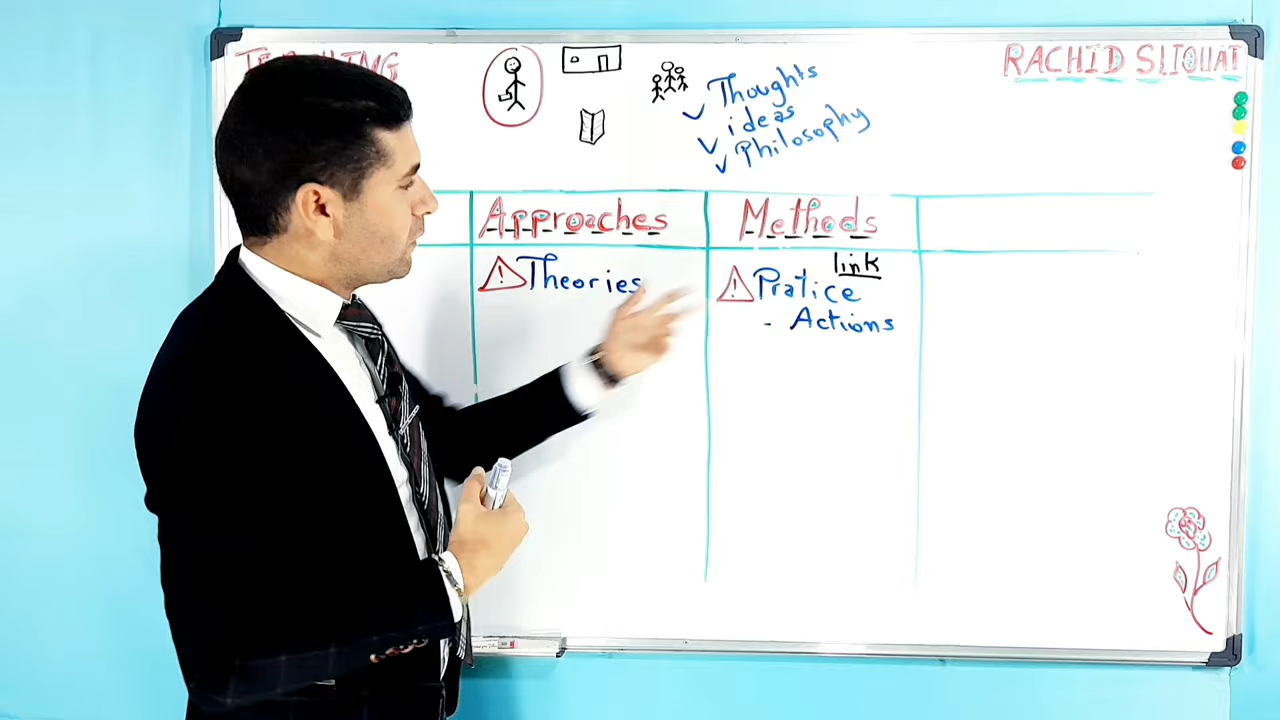 RACHID SLIOUAT
Thoughts
ideas
Philosophy
Approaches
Methods
Theories
link
Pratice
- Actions